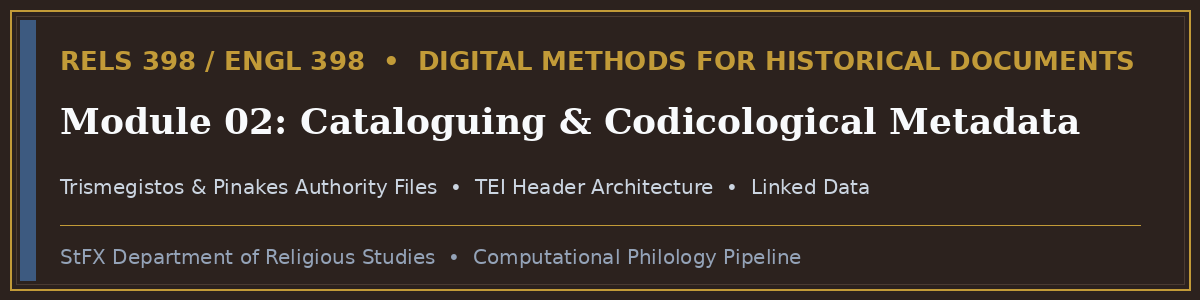 RELS 398 / ENGL 398 • DIGITAL METHODS FOR HISTORICAL DOCUMENTS
Module 02: Cataloguing & Codicological Metadata
Trismegistos & Pinakes Authority Files • TEI Header Architecture • Linked Data
StFX Department of Religious Studies • Computational Philology Pipeline